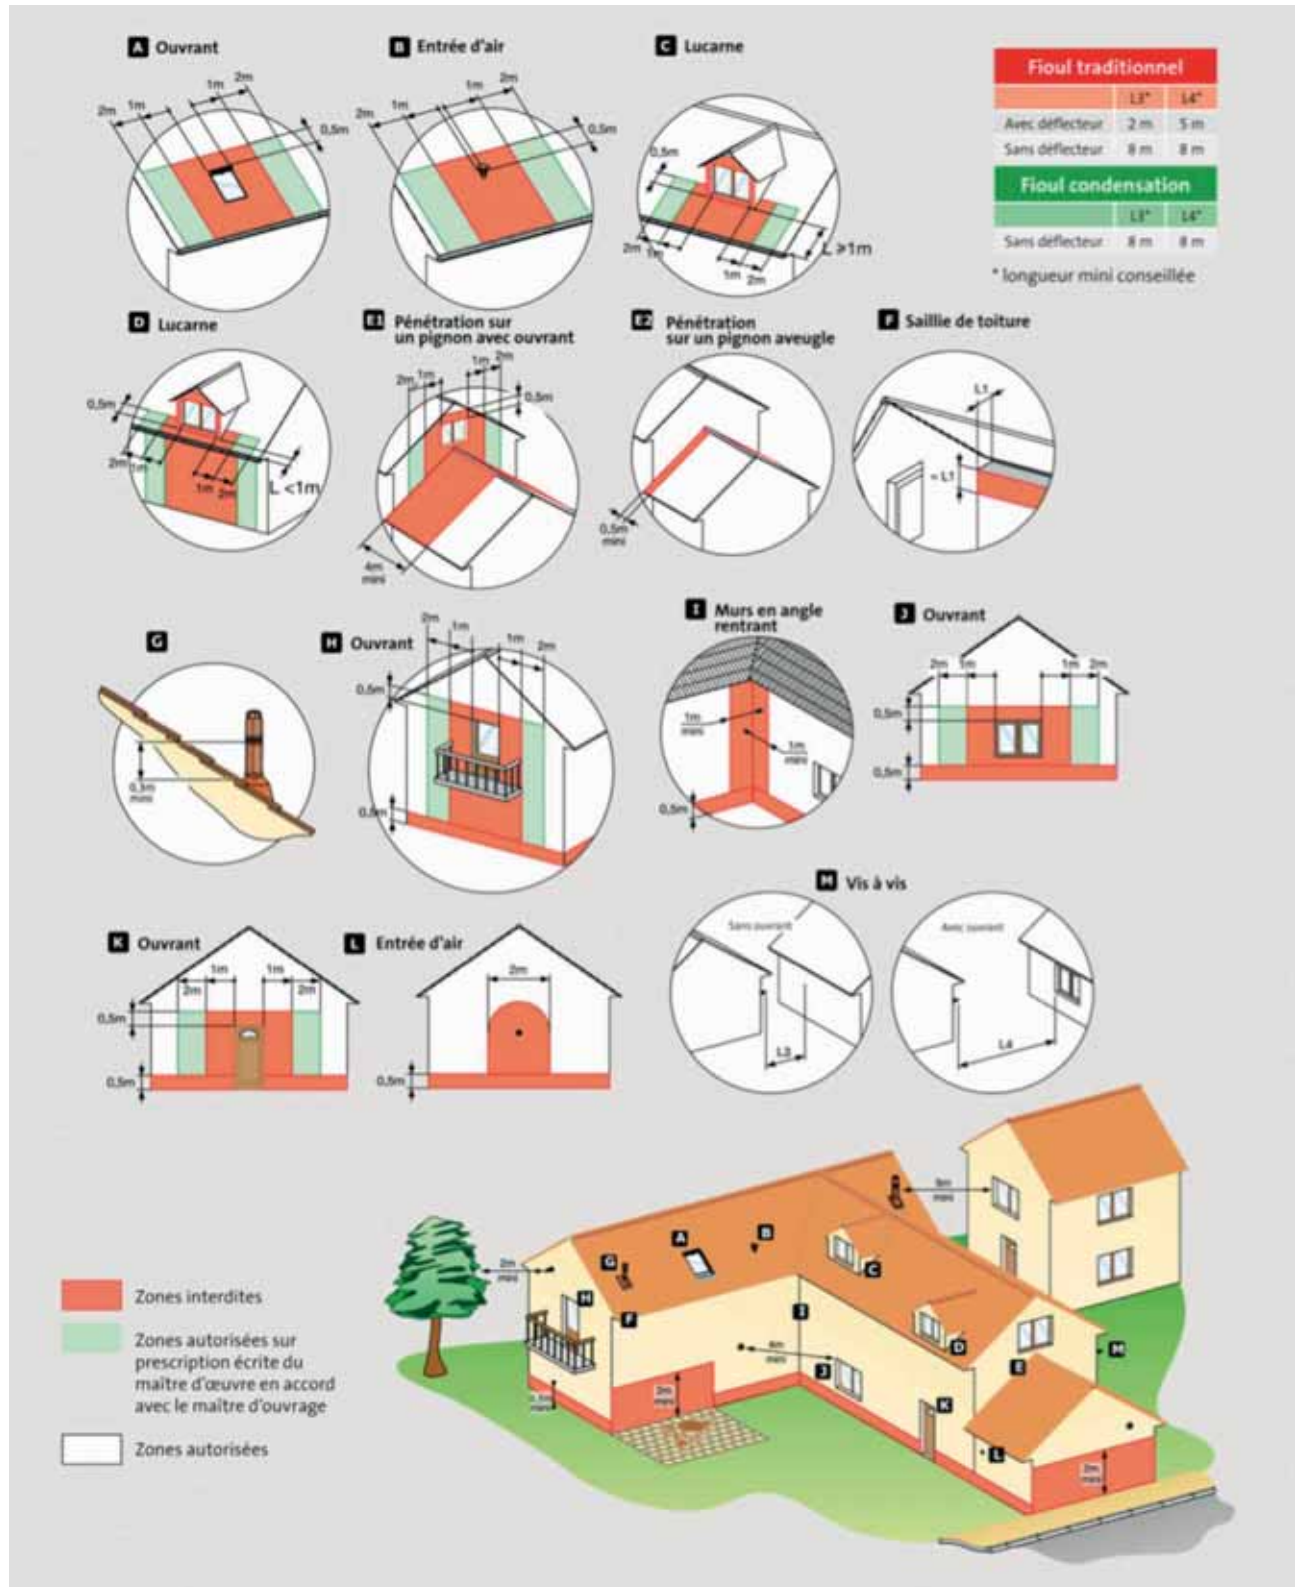 A Ouvrant
2m 1m 1m 2m
0,5m
B Entrée d'air
2m 1m 1m 2m
0,5m
C Lucarne
0,5m
2m 1m
1m 2m
L ⩾1m
Fioul traditionnel
L3* L4*
Avec déflecteur 2 m 5 m
Sans déflecteur 8 m 8 m
Fioul condensation
L3* L4*
Sans déflecteur 8 m 8 m
* longueur mini conseillée
D Lucarne
0,5m
2m 1m
1m 2m
L <1m
E1 Pénétration sur
un pignon avec ouvrant
2m 1m 1m 2m
0,5m
4m
mini
E2 Pénétration
sur un pignon aveugle
0,5m
mini
F Saillie de toiture
L1
= L1
G
0,3m
mini
H Ouvrant
2m 1m 1m 2m
0,5m
0,5m
I Murs en angle
rentrant
1m
mini
1m
mini
0,5m
J Ouvrant
2m 1m 1m 2m
0,5m
0,5m
K Ouvrant
1m 1m
2m 2m
0,5m
0,5m
L Entrée d'air
2m
0,5m
M Vis à vis
Sans ouvrant
L3
Avec ouvrant
L4
mini
2m
mini
G
A
B
C
H
F
I
D
J
K
E
L
M
mini
mini
2m
mini
2m
mini
Zones interdites
Zones autorisées sur
prescription écrite du
maître d'œuvre en accord
avec le maître d'ouvrage
Zones autorisées